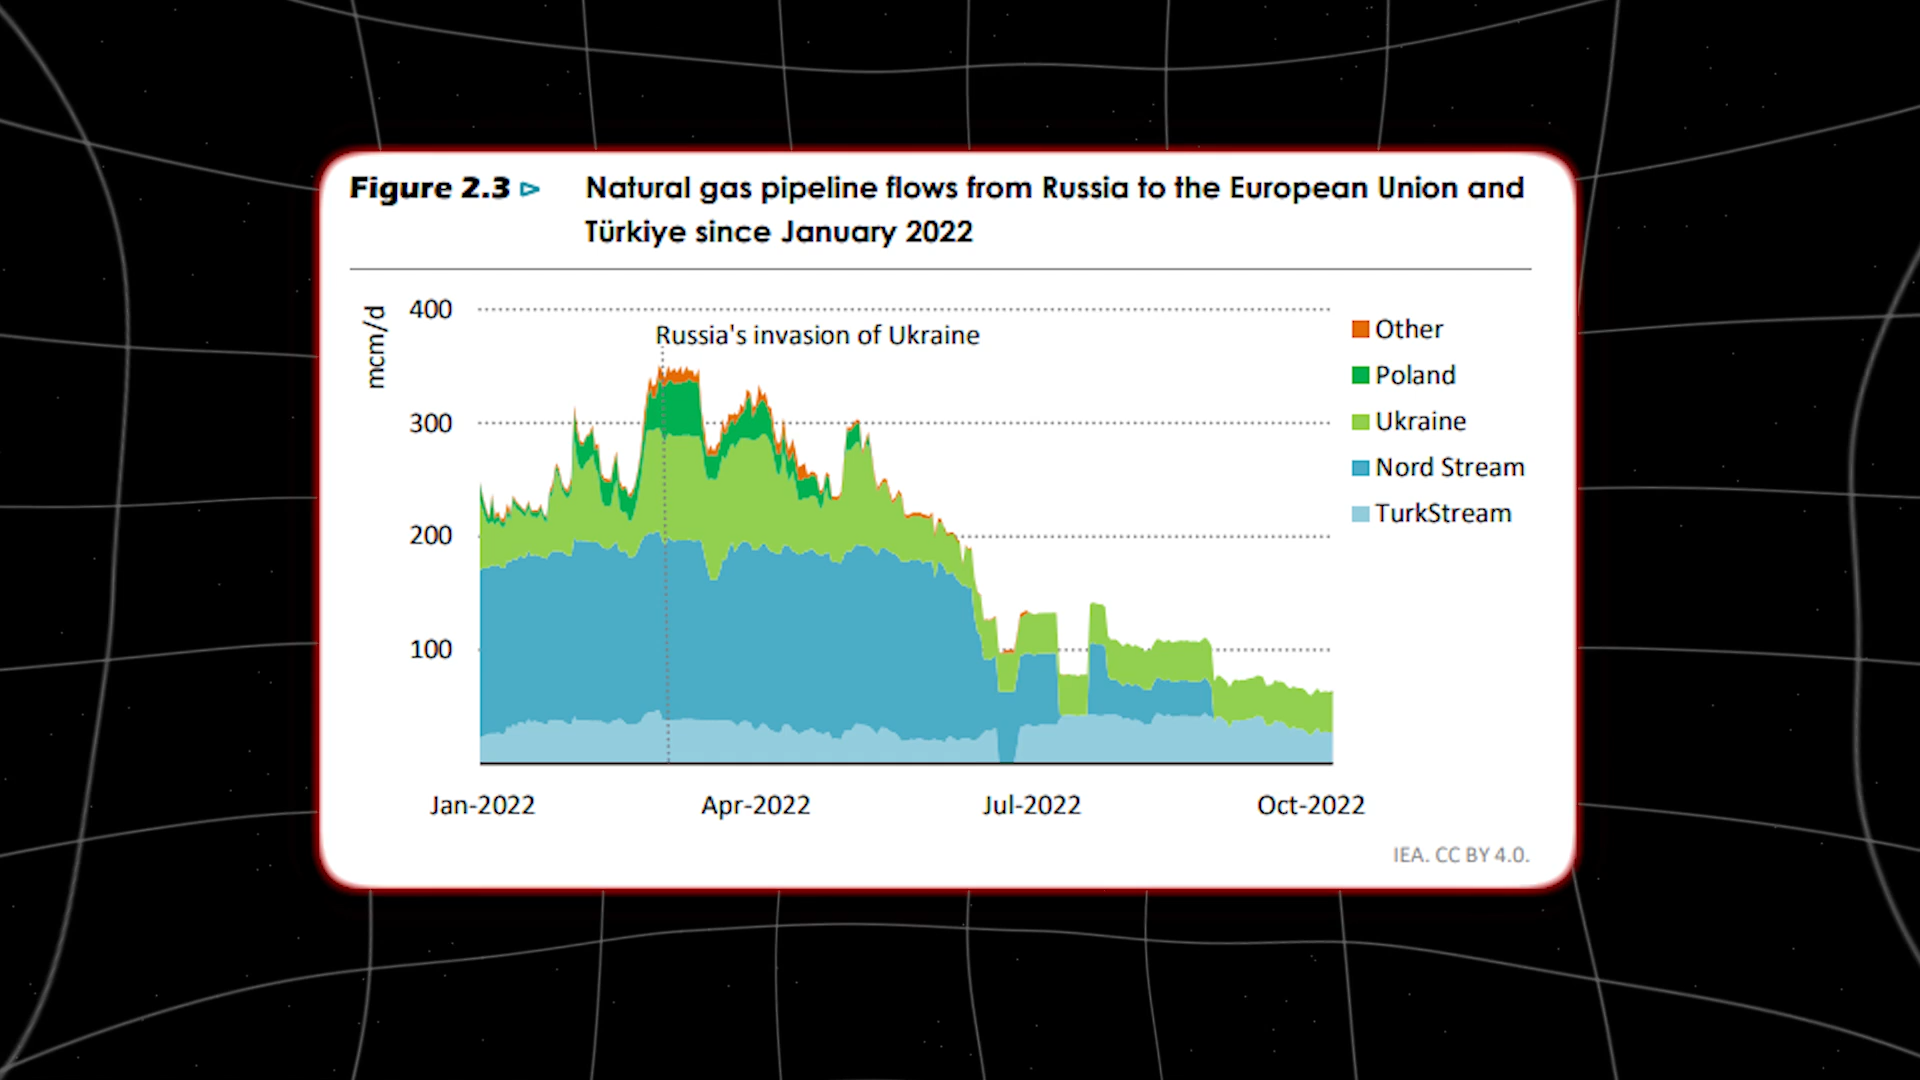 Figure 2.3 ⊳ Natural gas pipeline flows from Russia to the European Union and
Türkiye since January 2022
mcm/d
400
300
200
100
Russia's invasion of Ukraine
Other
Poland
Ukraine
Nord Stream
TurkStream
Jan-2022 Apr-2022 Jul-2022 Oct-2022
IEA. CC BY 4.0.